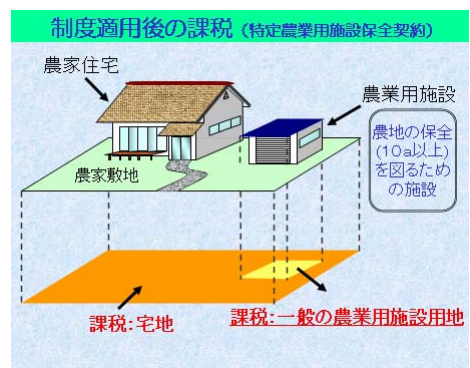 制度適用後の課税 (特定農業用施設保全契約)
農家住宅
農業用施設
農地の保全
(10a以上)
を図るため
の施設
農家敷地
課税:宅地
課税:一般の農業用施設用地